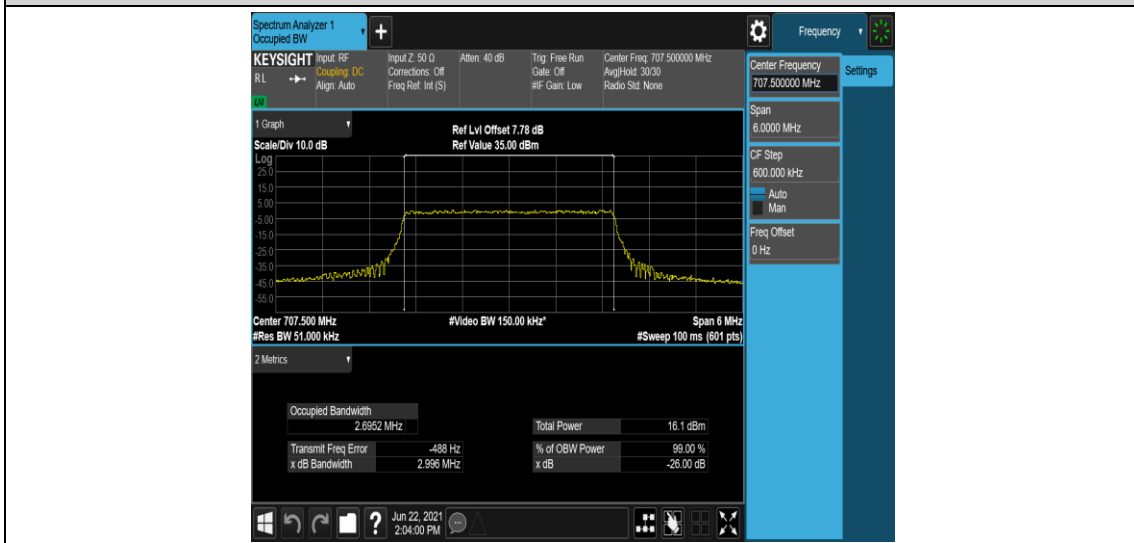 Spectrum Analyzer 1
Occupied BW
+
Frequency
KEYSIGHT
RL
Input: RF
Coupling: DC
Align: Auto
Input Z: 50 Ω
Corrections: Off
Freq Ref: Int (S)
Atten: 40 dB
Trig: Free Run
Gate: Off
#IF Gain: Low
Center Freq: 707.500000 MHz
Avg|Hold: 30/30
Radio Std: None
Center Frequency
707.500000 MHz
Settings
Span
6.0000 MHz
CF Step
600.000 kHz
Auto
Man
Freq Offset
0 Hz
1 Graph
Scale/Div 10.0 dB
Ref Lvl Offset 7.78 dB
Ref Value 35.00 dBm
Log
25.0
15.0
5.00
-5.00
-15.0
-25.0
-35.0
-45.0
-55.0
Center 707.500 MHz
#Res BW 51.000 kHz
#Video BW 150.00 kHz*
Span 6 MHz
#Sweep 100 ms (601 pts)
2 Metrics
Occupied Bandwidth
2.6952 MHz
Total Power 16.1 dBm
Transmit Freq Error -488 Hz
x dB Bandwidth 2.996 MHz
% of OBW Power 99.00 %
x dB -26.00 dB
?
Jun 22, 2021
2:04:00 PM